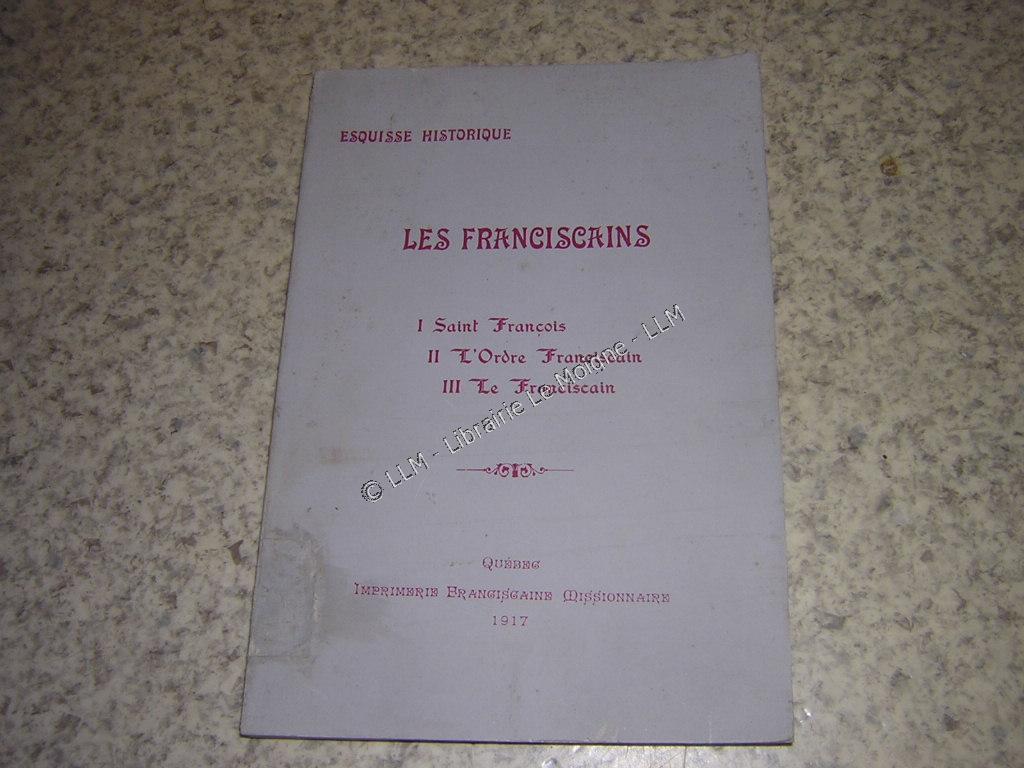 ESQUISSE HISTORIQUE
LES FRANCISCAINS
I Saint François
II L'Ordre Franciscain
III Le Franciscain
© LLM - Librairie Le Moigne - LLM
QUÉBEC
IMPRIMERIE FRANCISCAINE MISSIONNAIRE
1917